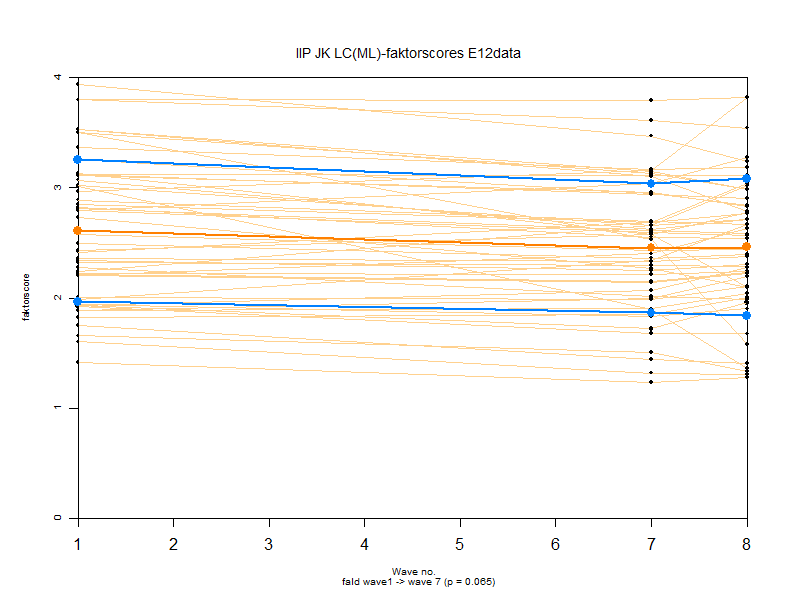 IIP JK LC(ML)-faktorscores E12data
4
3
2
1
0
faktorscore
1 2 3 4 5 6 7 8
Wave no.
fald wave1 -> wave 7 (p = 0.065)